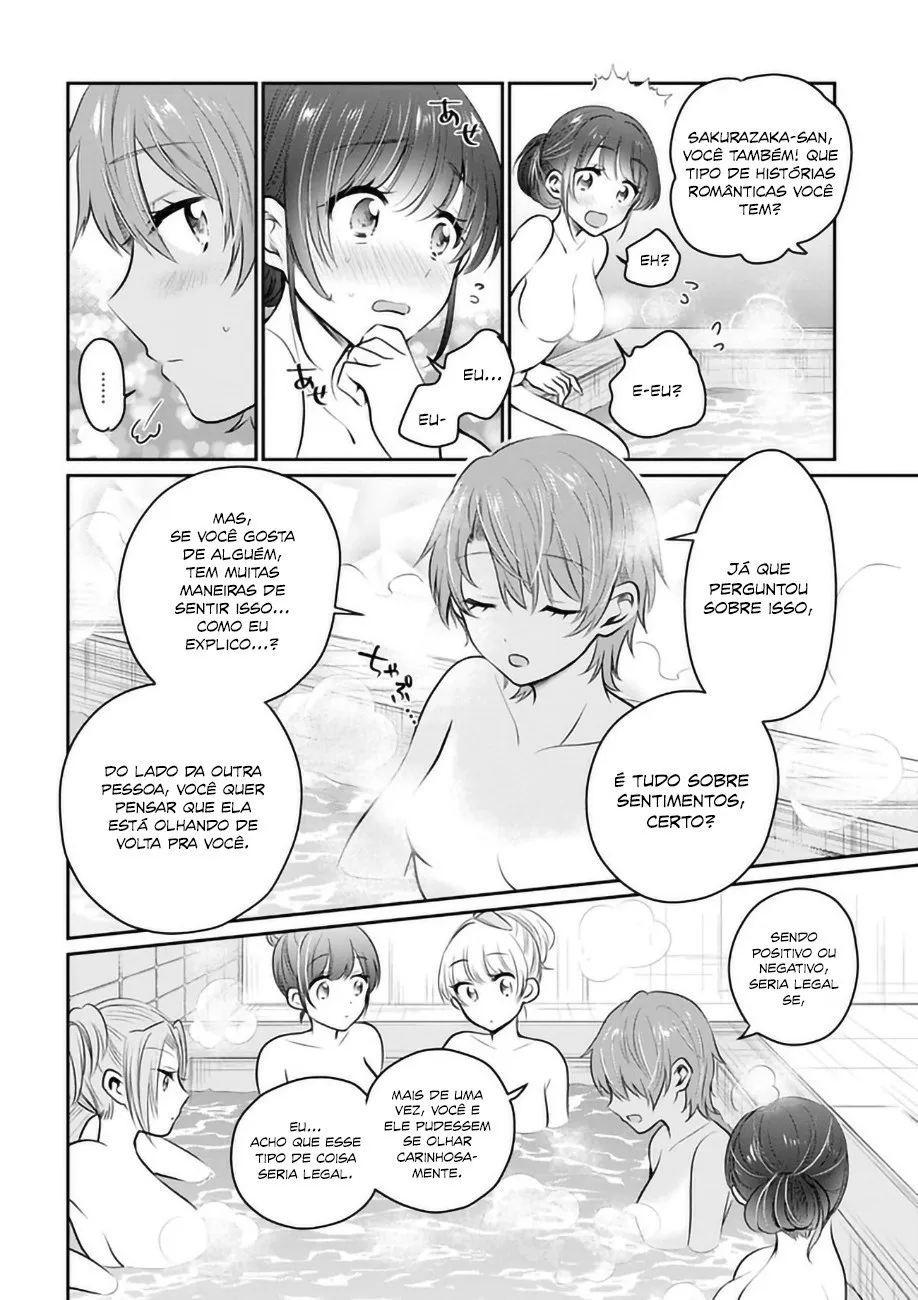 SAKURAZAKA-SAN,
VOCÊ TAMBÉM! QUE
TIPO DE HISTÓRIAS
ROMÂNTICAS VOCÊ
TEM?
EH?
E-EU?
あせ
EU...
EU-
あせ
........
JÁ QUE
PERGUNTOU
SOBRE ISSO,
É TUDO SOBRE
SENTIMENTOS,
CERTO?
ちゃぷ...
MAS,
SE VOCÊ GOSTA
DE ALGUÉM,
TEM MUITAS
MANEIRAS DE
SENTIR ISSO...
COMO EU
EXPLICO...?
DO LADO DA OUTRA
PESSOA, VOCÊ QUER
PENSAR QUE ELA
ESTÁ OLHANDO DE
VOLTA PRA VOCÊ.
SENDO
POSITIVO OU
NEGATIVO,
SERIA LEGAL
SE,
MAIS DE UMA
VEZ, VOCÊ E
ELE PUDESSEM
SE OLHAR
CARINHOSA-
MENTE.
EU...
ACHO QUE ESSE
TIPO DE COISA
SERIA LEGAL.